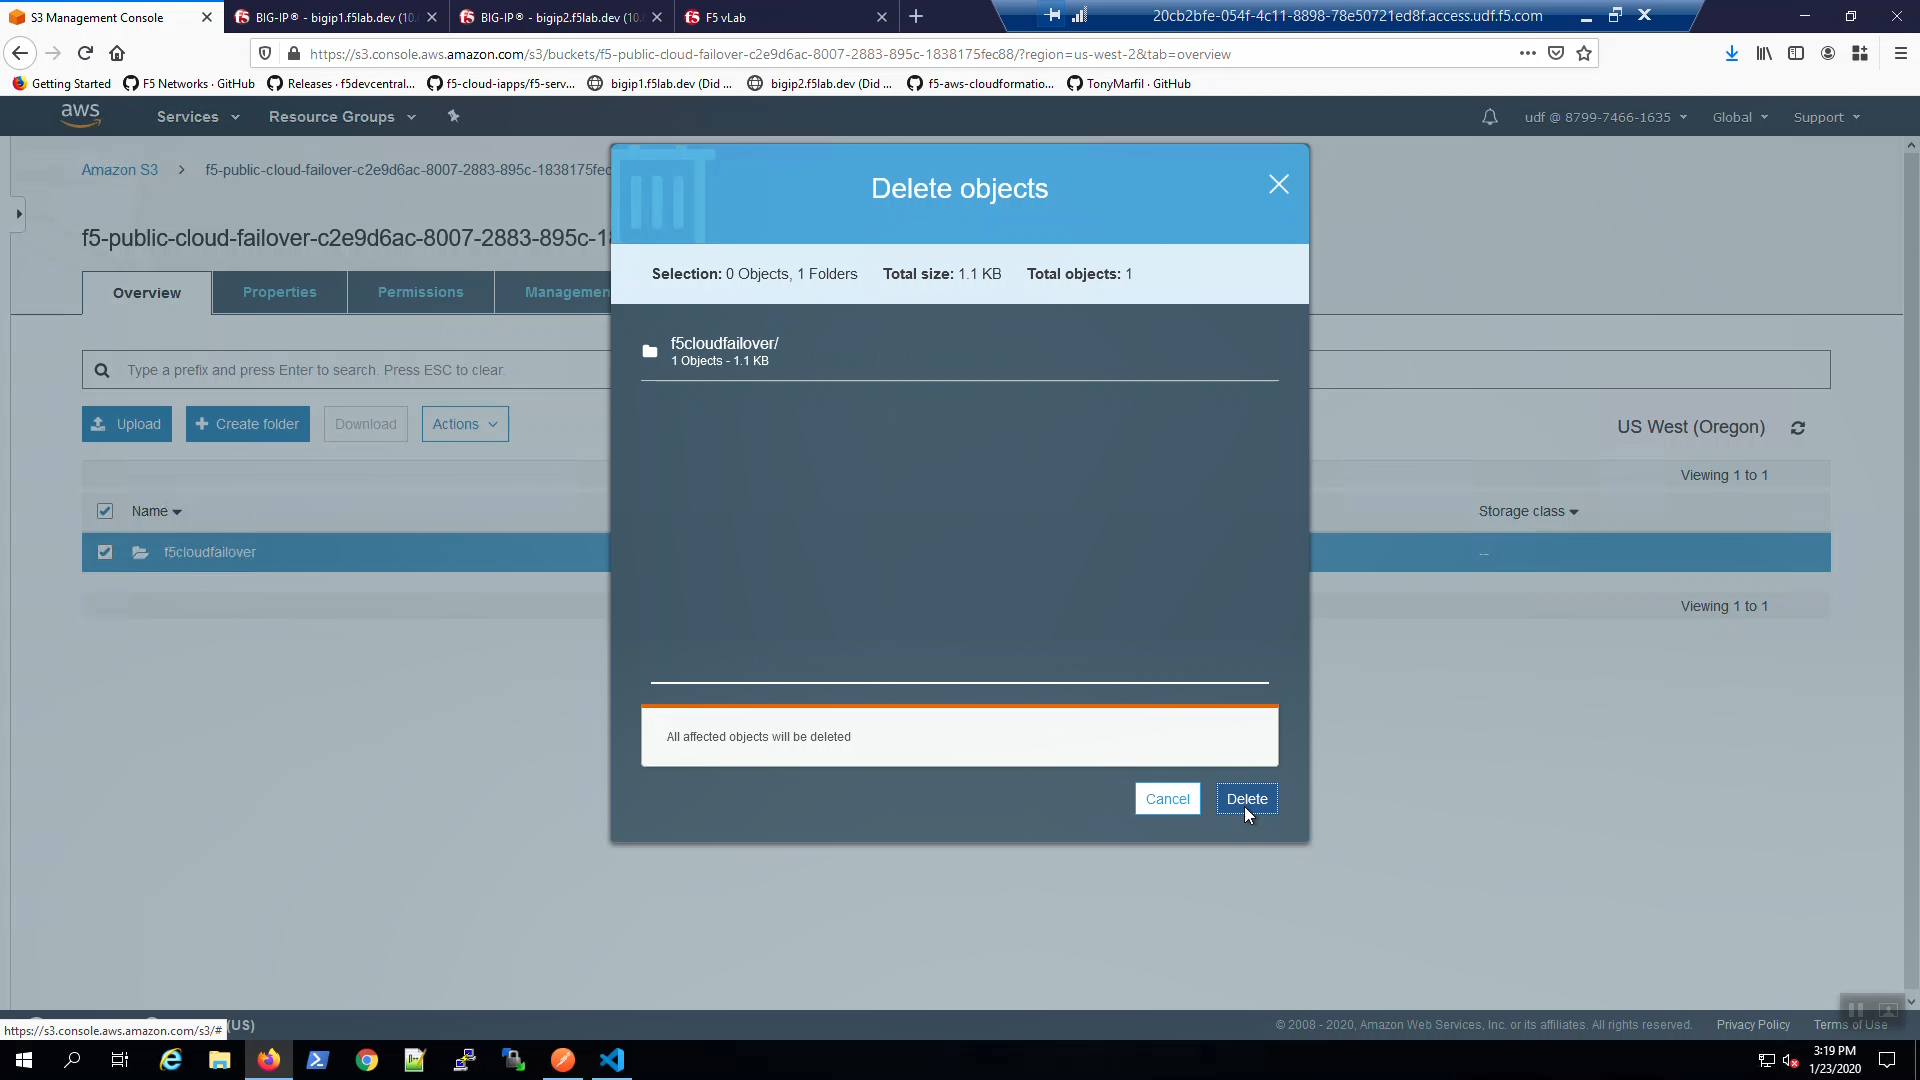 S3 Management Console
BIG-IP® - bigip1.f5lab.dev (10.
BIG-IP® - bigip2.f5lab.dev (10.
F5 vLab
20cb2bfe-054f-4c11-8898-78e50721ed8f.access.udf.f5.com
https://s3.console.aws.amazon.com/s3/buckets/f5-public-cloud-failover-c2e9d6ac-8007-2883-895c-1838175fec88/?region=us-west-2&tab=overview
Getting Started
F5 Networks · GitHub
Releases · f5devcentral...
f5-cloud-iapps/f5-serv...
bigip1.f5lab.dev (Did ...
bigip2.f5lab.dev (Did ...
f5-aws-cloudformatio...
TonyMarfil · GitHub
aws
Services
Resource Groups
udf @ 8799-7466-1635
Global
Support
Amazon S3
f5-public-cloud-failover-c2e9d6ac-8007-2883-895c-1838175fec
f5-public-cloud-failover-c2e9d6ac-8007-2883-895c-1
Overview
Properties
Permissions
Managemen
Type a prefix and press Enter to search. Press ESC to clear.
Upload
Create folder
Download
Actions
US West (Oregon)
Viewing 1 to 1
Name
Storage class
f5cloudfailover
--
Viewing 1 to 1
Delete objects
Selection: 0 Objects, 1 Folders
Total size: 1.1 KB
Total objects: 1
f5cloudfailover/
1 Objects - 1.1 KB
All affected objects will be deleted
Cancel
Delete
https://s3.console.aws.amazon.com/s3/#
(US)
© 2008 - 2020, Amazon Web Services, Inc. or its affiliates. All rights reserved.
Privacy Policy
Terms of Use
3:19 PM
1/23/2020